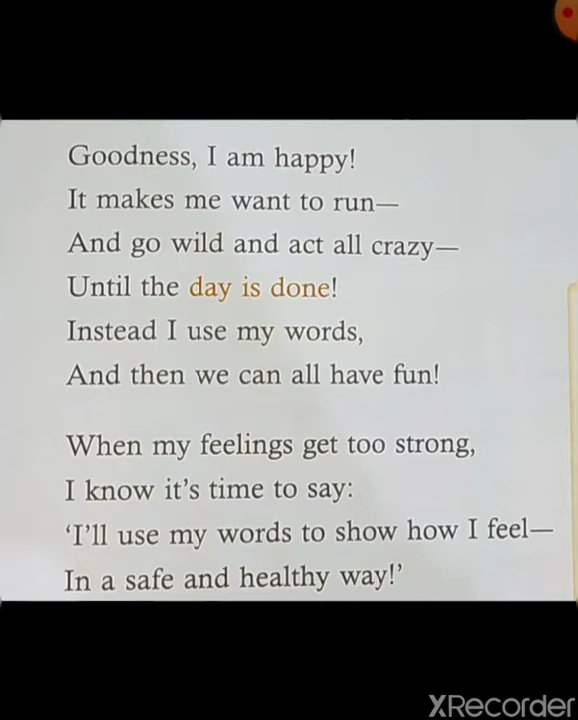 Goodness, I am happy!
It makes me want to run—
And go wild and act all crazy—
Until the day is done!
Instead I use my words,
And then we can all have fun!
When my feelings get too strong,
I know it's time to say:
‘I'll use my words to show how I feel—
In a safe and healthy way!’
XRecorder